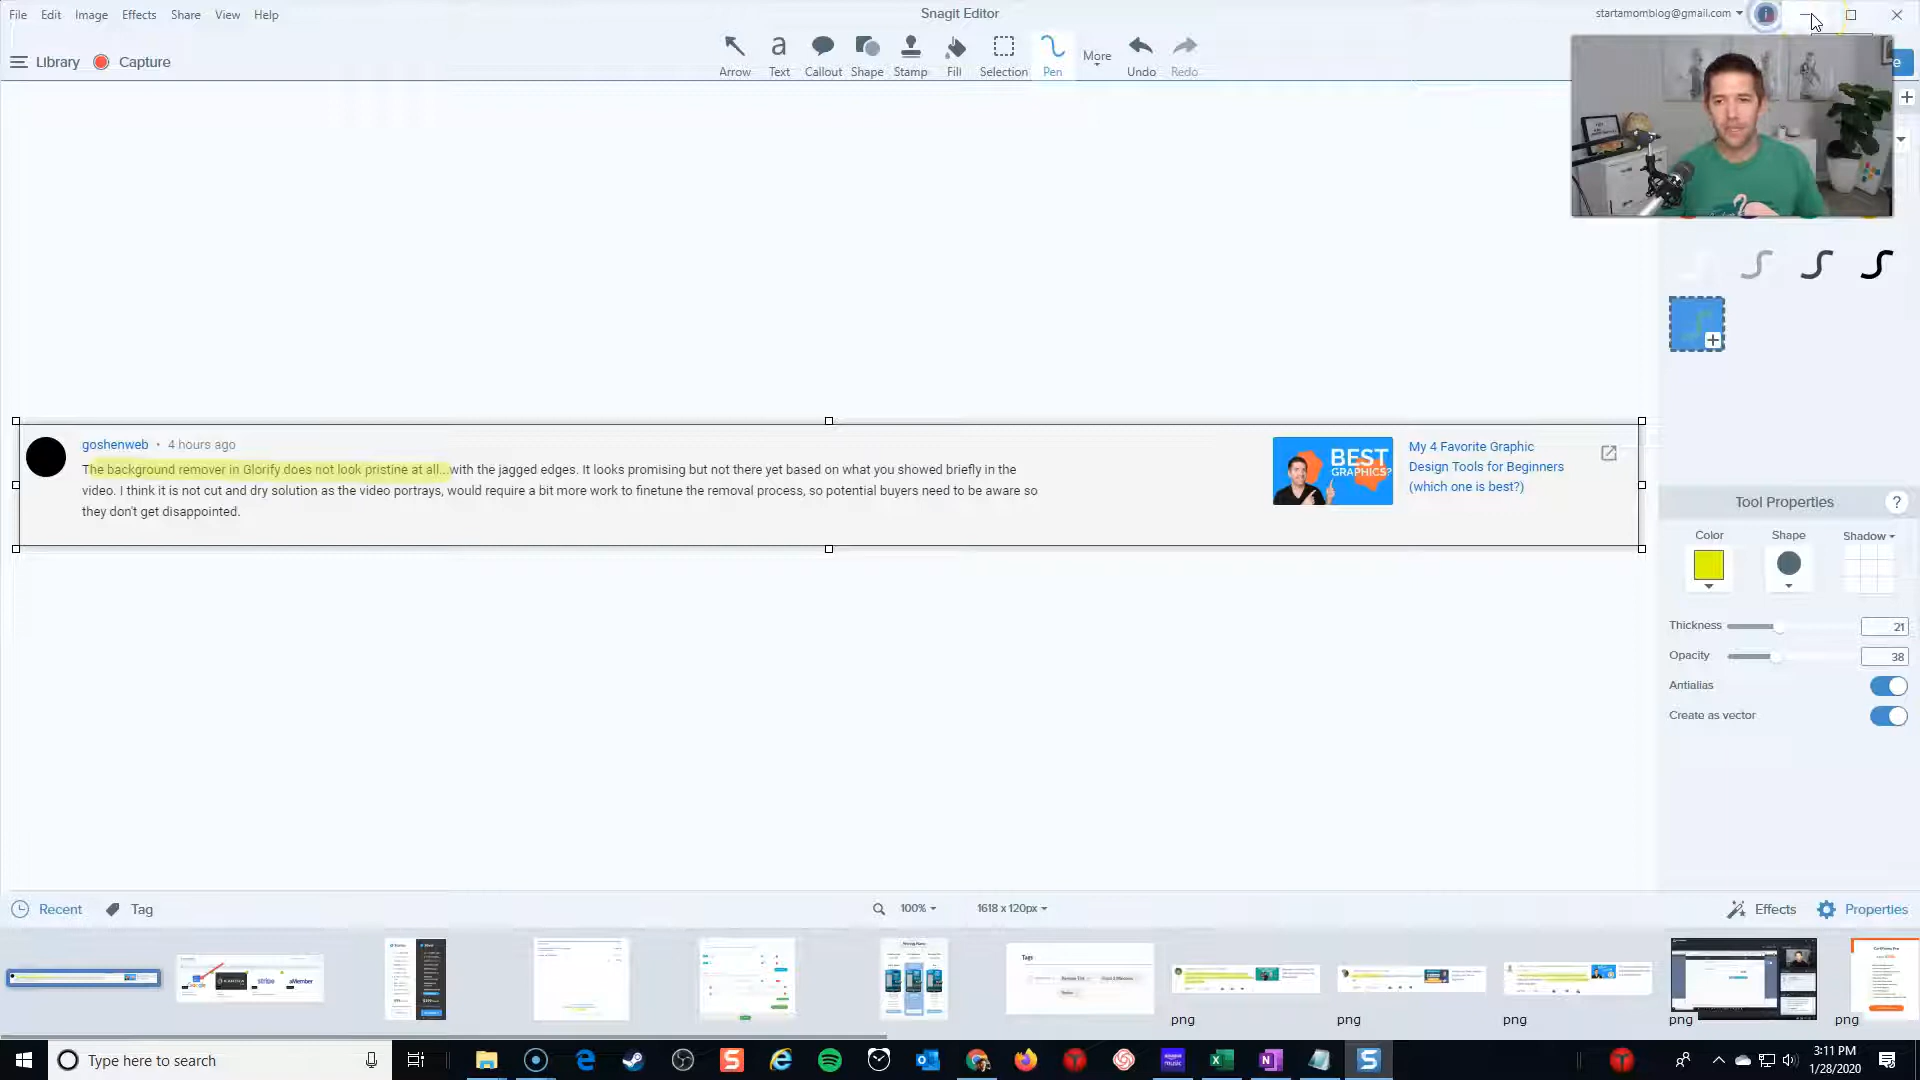 File Edit Image Effects Share View Help
Snagit Editor
startamomblog@gmail.com
Library Capture
Arrow Text Callout Shape Stamp Fill Selection Pen More Undo Redo
goshenweb • 4 hours ago
The background remover in Glorify does not look pristine at all...with the jagged edges. It looks promising but not there yet based on what you showed briefly in the
video. I think it is not cut and dry solution as the video portrays, would require a bit more work to finetune the removal process, so potential buyers need to be aware so
they don't get disappointed.
BEST
GRAPHICS?
My 4 Favorite Graphic
Design Tools for Beginners
(which one is best?)
Tool Properties ?
Color Shape Shadow
Thickness 21
Opacity 38
Antialias
Create as vector
Recent Tag 100% 1618 x 120px Effects Properties
Google
stripe
aMember
Tags
png png png png png
Type here to search
3:11 PM
1/28/2020